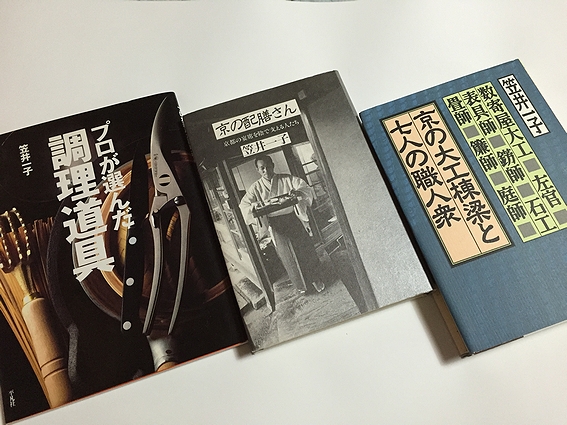 プロが選んだ
調理道具
笠井一子
平凡社
京の配膳さん
京都の宴席を陰で支える人たち
笠井一子
笠井一子
数寄屋大工■左官■石工
表具師■錺師■庭師
畳師■簾師■
京の大工棟梁と
七人の職人衆